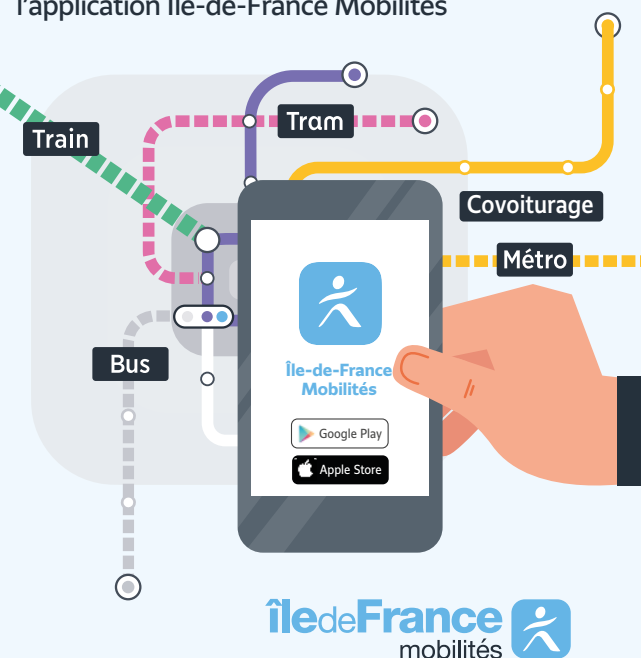 l'application Île-de-France Mobilités
Tram
Train
Covoiturage
Métro
Bus
Île-de-France
Mobilités
Google Play
Apple Store
îledeFrance
mobilités